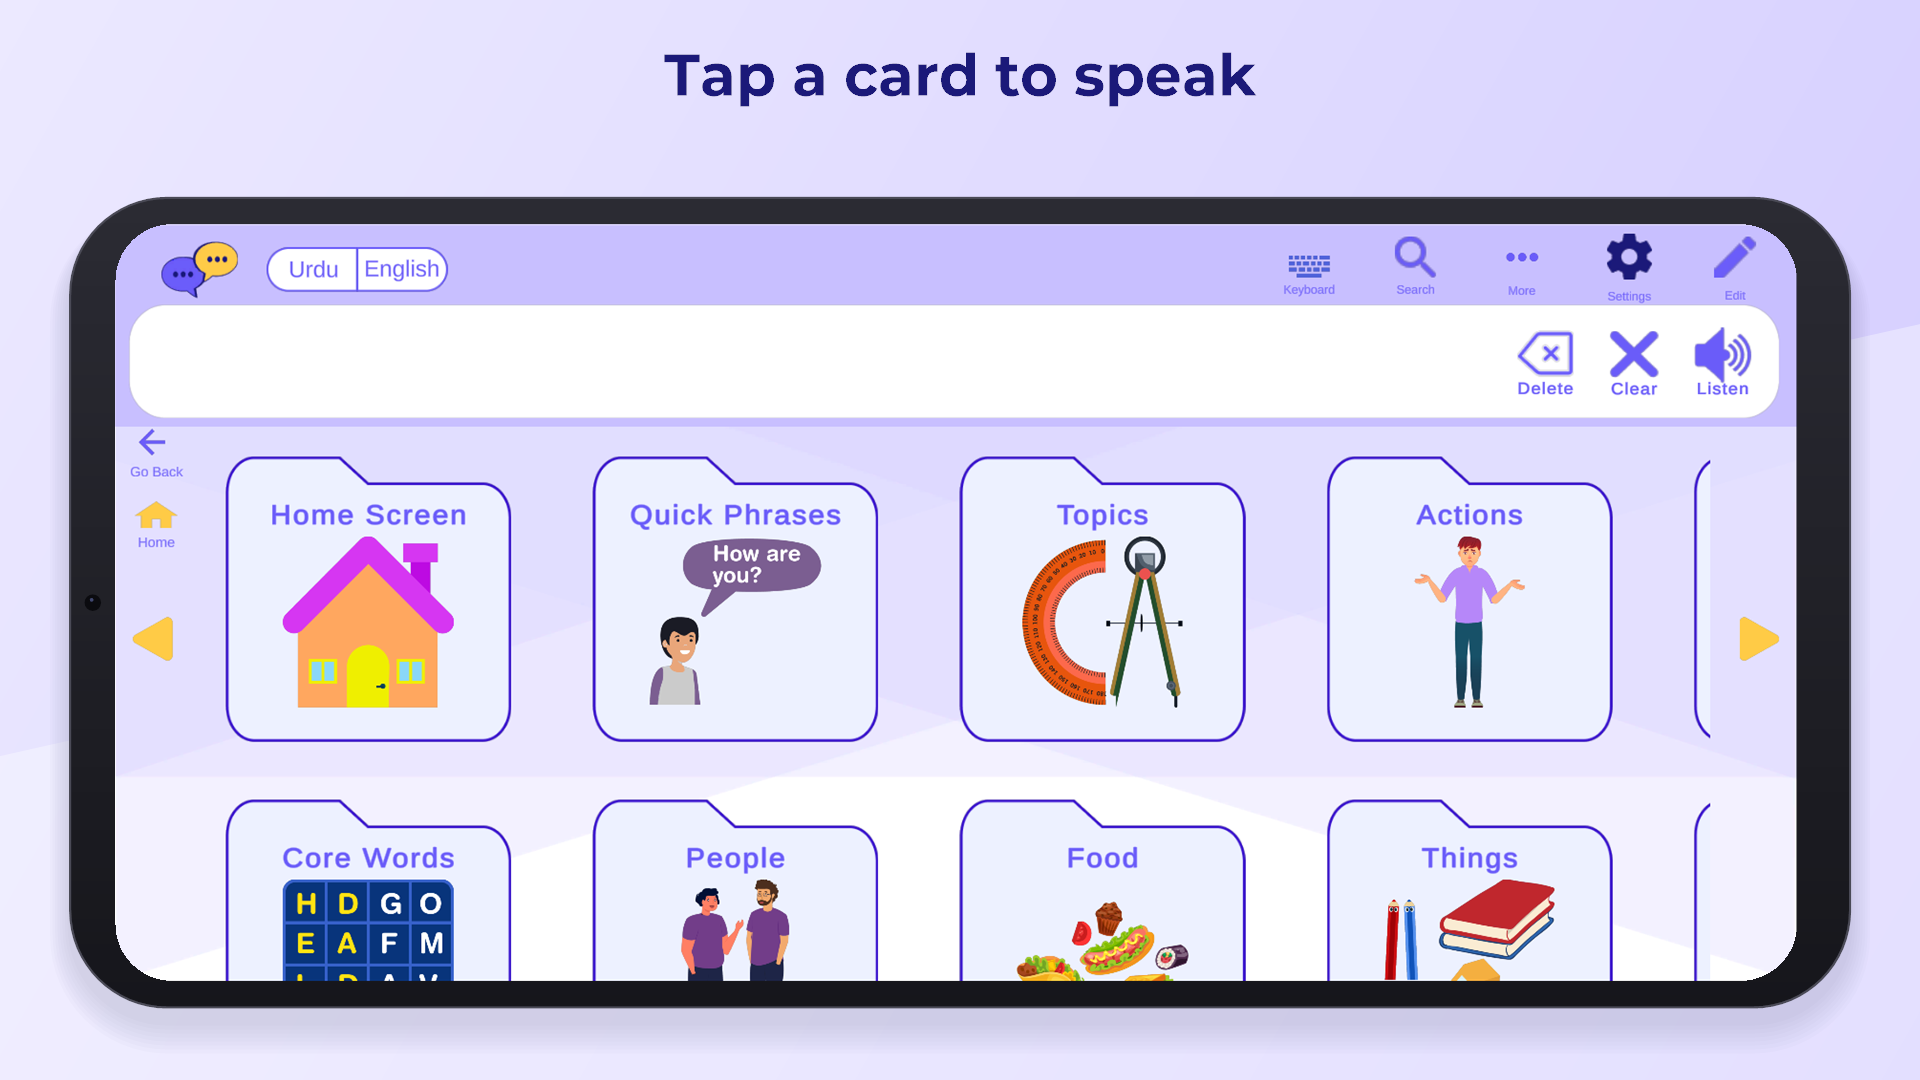 Tap a card to speak
Urdu English
Keyboard
Search
More
Settings
Edit
Delete
Clear
Listen
Go Back
Home
Home Screen
Quick Phrases
How are
you?
Topics
Actions
Core Words
H D G O
E A F M
People
Food
Things